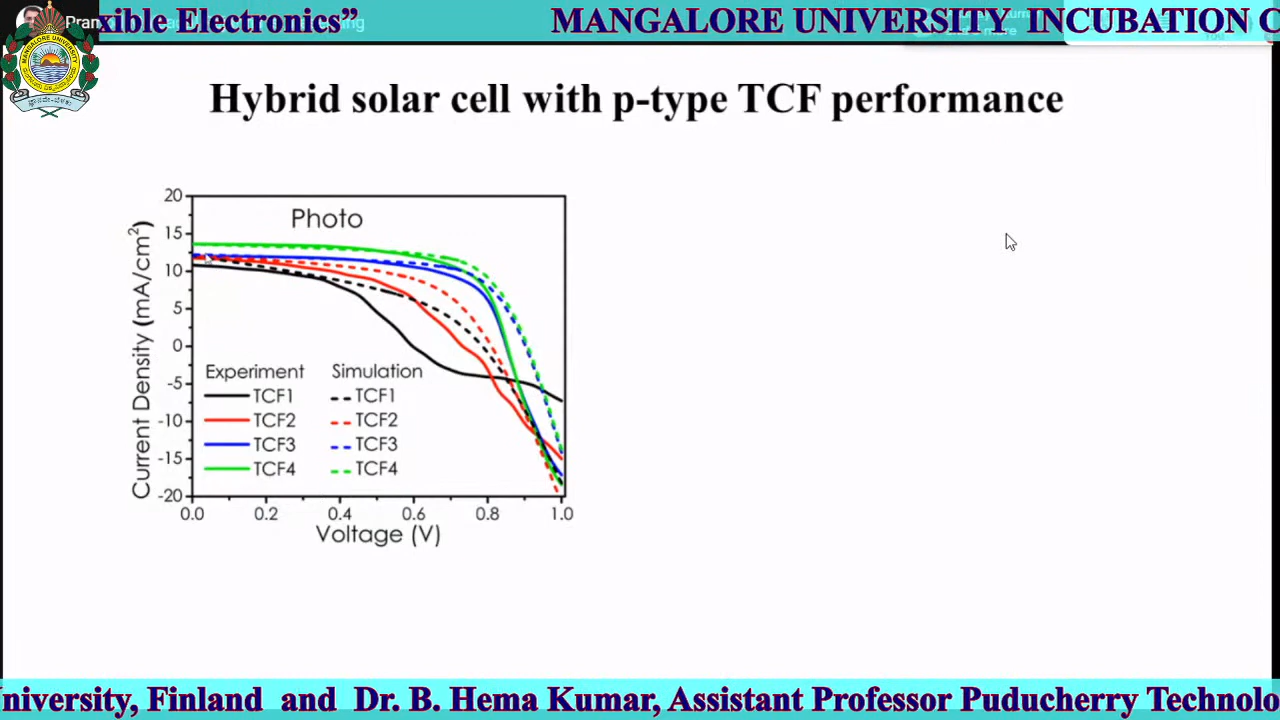 xible Electronics” MANGALORE UNIVERSITY INCUBATION C
Pran
MANGALORE UNIVERSITY
Hybrid solar cell with p-type TCF performance
20
15
10
5
0
-5
-10
-15
-20
Current Density (mA/cm²)
Photo
Experiment Simulation
TCF1 TCF1
TCF2 TCF2
TCF3 TCF3
TCF4 TCF4
0.0 0.2 0.4 0.6 0.8 1.0
Voltage (V)
niversity, Finland and Dr. B. Hema Kumar, Assistant Professor Puducherry Technolo